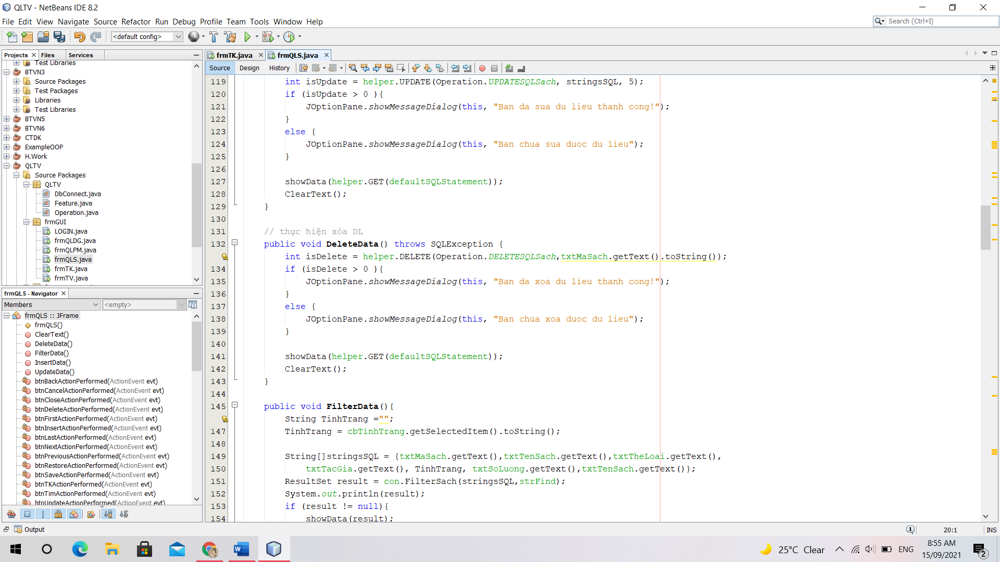 QLTV - NetBeans IDE 8.2
File Edit View Navigate Source Refactor Run Debug Profile Team Tools Window Help
Search (Ctrl+I)
<default config>
Projects Files Services
frmTK.java frmQLS.java
Source Design History
Test Libraries
BTVN3
Source Packages
Test Packages
Libraries
Test Libraries
BTVN5
BTVN6
CTDK
ExampleOOP
H.Work
QLTV
Source Packages
QLTV
DbConnect.java
Feature.java
Operation.java
frmGUI
LOGIN.java
frmQLDG.java
frmQLPM.java
frmQLS.java
frmTK.java
frmTV.java
frmQLS - Navigator
Members <empty>
frmQLS :: JFrame
frmQLS()
ClearText()
DeleteData()
FilterData()
InsertData()
UpdateData()
btnBackActionPerformed(ActionEvent evt)
btnCancelActionPerformed(ActionEvent evt)
btnCloseActionPerformed(ActionEvent evt)
btnDeleteActionPerformed(ActionEvent evt)
btnFirstActionPerformed(ActionEvent evt)
btnInsertActionPerformed(ActionEvent evt)
btnLastActionPerformed(ActionEvent evt)
btnNextActionPerformed(ActionEvent evt)
btnPreviousActionPerformed(ActionEvent evt)
btnRestoreActionPerformed(ActionEvent evt)
btnSaveActionPerformed(ActionEvent evt)
btnTKActionPerformed(ActionEvent evt)
btnTimActionPerformed(ActionEvent evt)
btnUpdateActionPerformed(ActionEvent evt)
119 int isUpdate = helper.UPDATE(Operation.UPDATESQLSach, stringsSQL, 5);
120 if (isUpdate > 0 ){
121 JOptionPane.showMessageDialog(this, "Ban da sua du lieu thanh cong!");
122 }
123 else {
124 JOptionPane.showMessageDialog(this, "Ban chua sua duoc du lieu");
125 }
126
127 showData(helper.GET(defaultSQLStatement));
128 ClearText();
129 }
130
131 // thực hiện xóa DL
132 public void DeleteData() throws SQLException {
int isDelete = helper.DELETE(Operation.DELETESQLSach,txtMaSach.getText().toString());
134 if (isDelete > 0 ){
135 JOptionPane.showMessageDialog(this, "Ban da xoa du lieu thanh cong!");
136 }
137 else {
138 JOptionPane.showMessageDialog(this, "Ban chua xoa duoc du lieu");
139 }
140
141 showData(helper.GET(defaultSQLStatement));
142 ClearText();
143 }
144
145 public void FilterData(){
String TinhTrang ="";
147 TinhTrang = cbTinhTrang.getSelectedItem().toString();
148
149 String[]stringsSQL = {txtMaSach.getText(),txtTenSach.getText(),txtTheLoai.getText(),
150 txtTacGia.getText(), TinhTrang, txtSoLuong.getText(),txtTenSach.getText()};
151 ResultSet result = con.FilterSach(stringsSQL,strFind);
152 System.out.println(result);
153 if (result != null){
154 showData(result);
Output
1
20:1 INS
25°C Clear
ENG
8:55 AM
15/09/2021
2